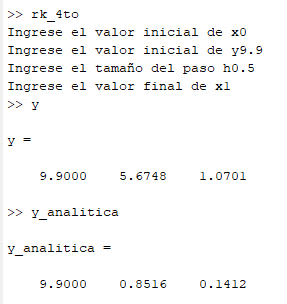 >> rk_4to
Ingrese el valor inicial de x0
Ingrese el valor inicial de y9.9
Ingrese el tamaño del paso h0.5
Ingrese el valor final de x1
>> y
y =
9.9000 5.6748 1.0701
>> y_analitica
y_analitica =
9.9000 0.8516 0.1412